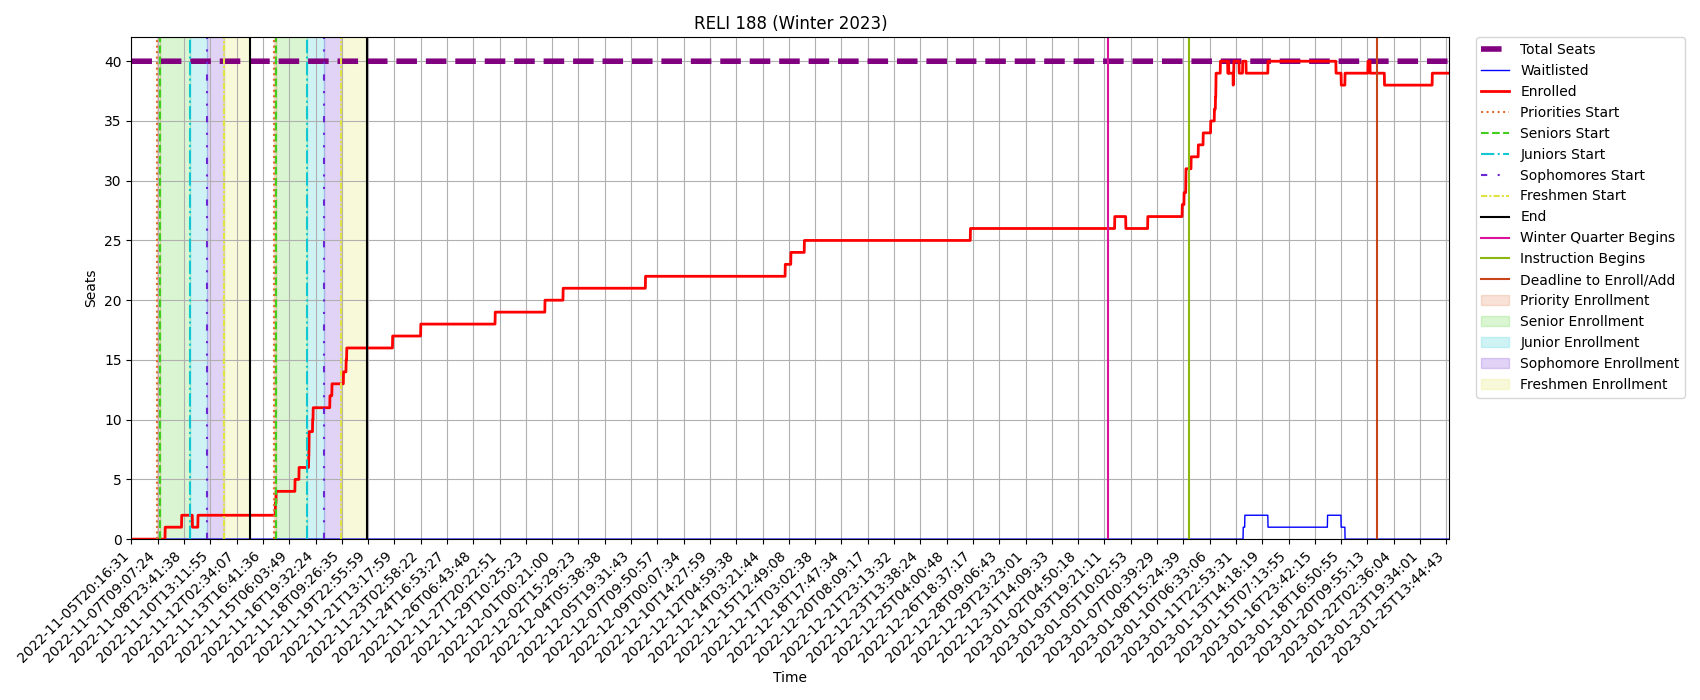 RELI 188 (Winter 2023)
Seats
40
35
30
25
20
15
10
5
0
2022-11-05T20:16:31
2022-11-07T09:07:24
2022-11-08T23:41:38
2022-11-10T13:11:55
2022-11-12T02:34:07
2022-11-13T16:41:36
2022-11-15T06:03:49
2022-11-16T19:32:24
2022-11-18T09:26:35
2022-11-19T22:55:59
2022-11-21T13:17:59
2022-11-23T02:58:22
2022-11-24T16:53:27
2022-11-26T06:43:48
2022-11-27T20:22:51
2022-11-29T10:25:23
2022-12-01T00:21:00
2022-12-02T15:29:23
2022-12-04T05:38:38
2022-12-05T19:31:43
2022-12-07T09:50:57
2022-12-09T00:07:34
2022-12-10T14:27:59
2022-12-12T04:59:38
2022-12-14T03:21:44
2022-12-15T12:49:08
2022-12-17T03:02:38
2022-12-18T17:47:34
2022-12-20T08:09:17
2022-12-21T23:13:32
2022-12-23T13:38:24
2022-12-25T04:00:48
2022-12-26T18:37:17
2022-12-28T09:06:43
2022-12-29T23:23:01
2022-12-31T14:09:33
2023-01-02T04:50:18
2023-01-03T19:21:11
2023-01-05T10:02:53
2023-01-07T00:39:29
2023-01-08T15:24:39
2023-01-10T06:33:06
2023-01-11T22:53:31
2023-01-13T14:18:19
2023-01-15T07:13:55
2023-01-16T23:42:15
2023-01-18T16:50:55
2023-01-20T09:55:13
2023-01-22T02:36:04
2023-01-23T19:34:01
2023-01-25T13:44:43
Time
Total Seats
Waitlisted
Enrolled
Priorities Start
Seniors Start
Juniors Start
Sophomores Start
Freshmen Start
End
Winter Quarter Begins
Instruction Begins
Deadline to Enroll/Add
Priority Enrollment
Senior Enrollment
Junior Enrollment
Sophomore Enrollment
Freshmen Enrollment